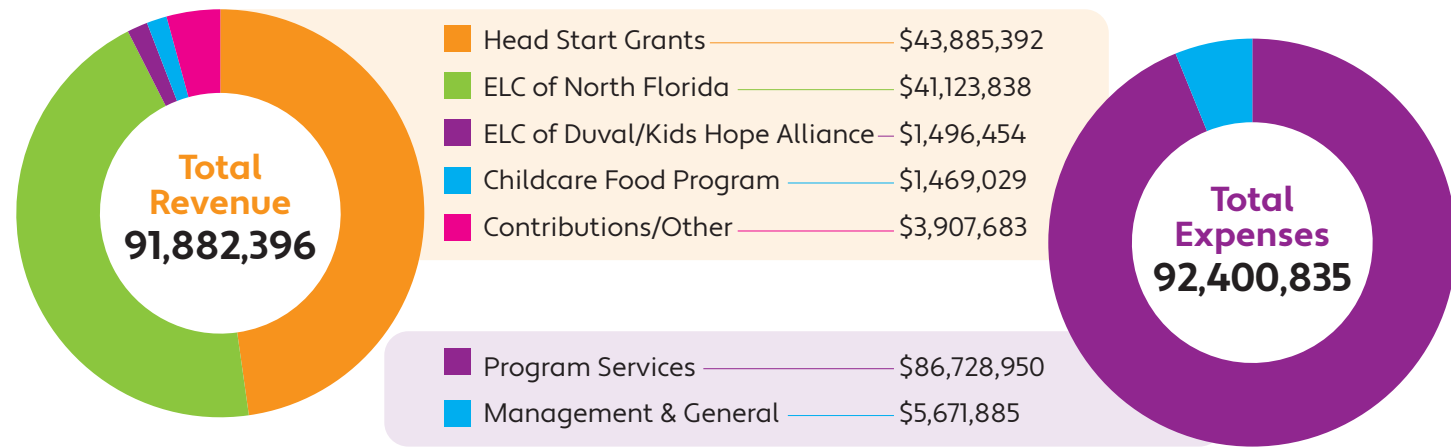 Total
Revenue
91,882,396
Head Start Grants $43,885,392
ELC of North Florida $41,123,838
ELC of Duval/Kids Hope Alliance $1,496,454
Childcare Food Program $1,469,029
Contributions/Other $3,907,683
Total
Expenses
92,400,835
Program Services $86,728,950
Management & General $5,671,885